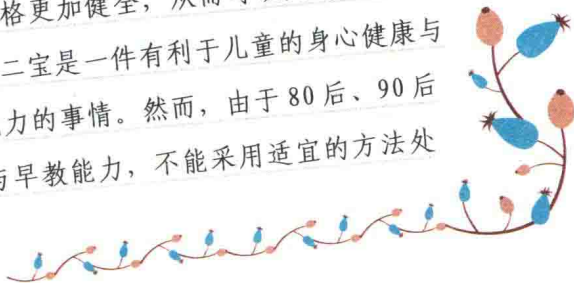 格更加健全，从而
二宝是一件有利于儿童的身心健康与
力的事情。然而，由于80后、90后
与早教能力，不能采用适宜的方法处